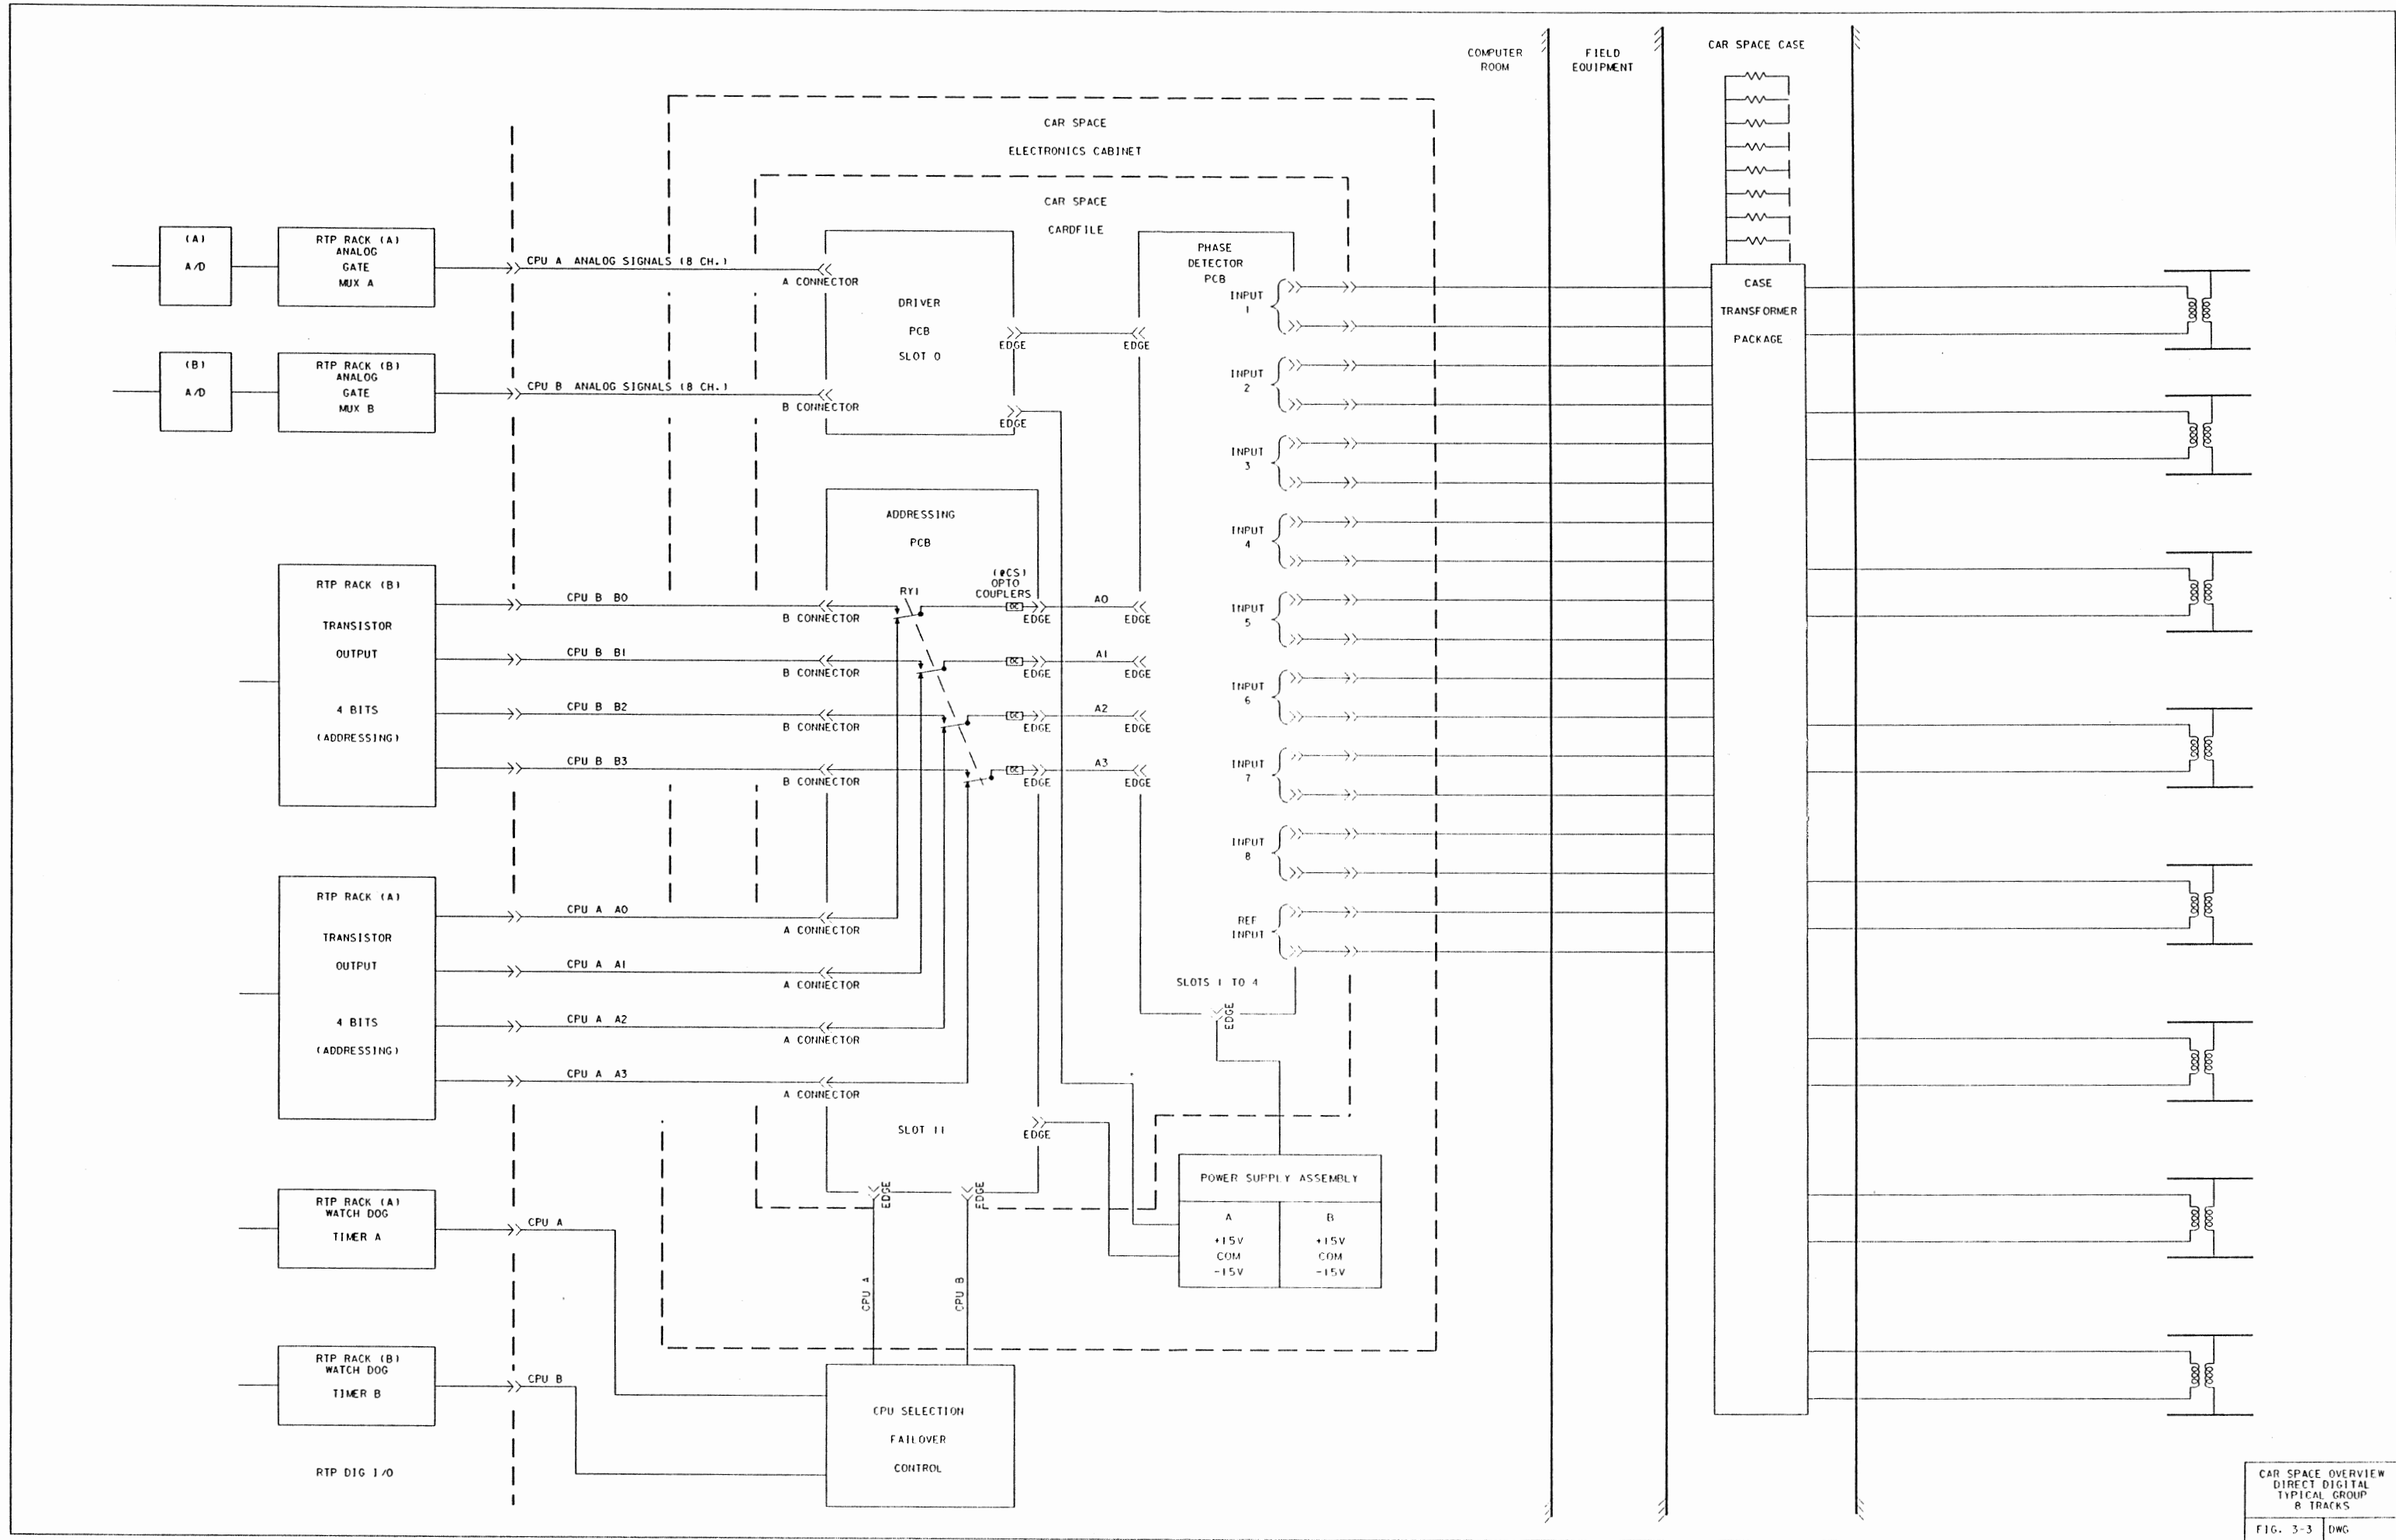 COMPUTER
ROOM
FIELD
EQUIPMENT
CAR SPACE CASE
CAR SPACE
ELECTRONICS CABINET
CAR SPACE
CARDFILE
(A)
A/D
RTP RACK (A)
ANALOG
GATE
MUX A
CPU A ANALOG SIGNALS (8 CH.)
A CONNECTOR
(B)
A/D
RTP RACK (B)
ANALOG
GATE
MUX B
CPU B ANALOG SIGNALS (8 CH.)
B CONNECTOR
DRIVER
PCB
SLOT 0
EDGE
EDGE
EDGE
PHASE
DETECTOR
PCB
INPUT
1
INPUT
2
INPUT
3
INPUT
4
INPUT
5
INPUT
6
INPUT
7
INPUT
8
REF
INPUT
SLOTS 1 TO 4
EDGE
CASE
TRANSFORMER
PACKAGE
ADDRESSING
PCB
RY1
(#CS)
OPTO
COUPLERS
RTP RACK (B)
TRANSISTOR
OUTPUT
4 BITS
(ADDRESSING)
CPU B B0
B CONNECTOR
OC
EDGE
A0
EDGE
CPU B B1
B CONNECTOR
OC
EDGE
A1
EDGE
CPU B B2
B CONNECTOR
OC
EDGE
A2
EDGE
CPU B B3
B CONNECTOR
OC
EDGE
A3
EDGE
RTP RACK (A)
TRANSISTOR
OUTPUT
4 BITS
(ADDRESSING)
CPU A A0
A CONNECTOR
CPU A A1
A CONNECTOR
CPU A A2
A CONNECTOR
CPU A A3
A CONNECTOR
SLOT 11
EDGE
EDGE
EDGE
CPU A
CPU B
POWER SUPPLY ASSEMBLY
A
+15V
COM
-15V
B
+15V
COM
-15V
RTP RACK (A)
WATCH DOG
TIMER A
CPU A
RTP RACK (B)
WATCH DOG
TIMER B
CPU B
RTP DIG I/O
CPU SELECTION
FAILOVER
CONTROL
CAR SPACE OVERVIEW
DIRECT DIGITAL
TYPICAL GROUP
8 TRACKS
FIG. 3-3 DWG